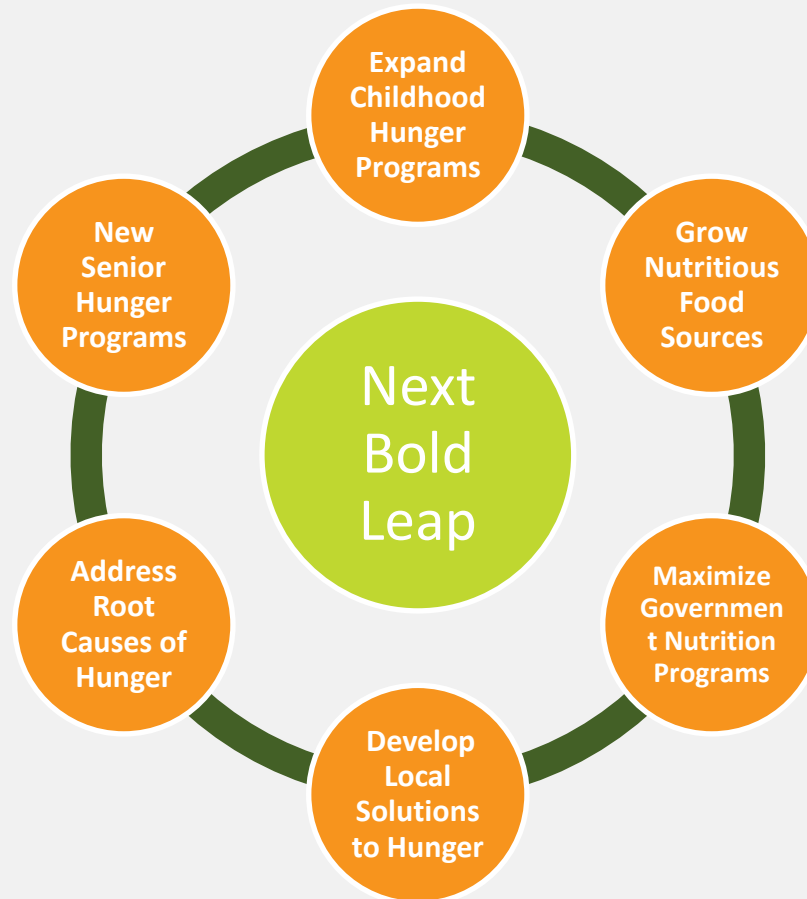 Expand
Childhood
Hunger
Programs
New
Senior
Hunger
Programs
Grow
Nutritious
Food
Sources
Next
Bold
Leap
Address
Root
Causes of
Hunger
Maximize
Governmen
t Nutrition
Programs
Develop
Local
Solutions
to Hunger